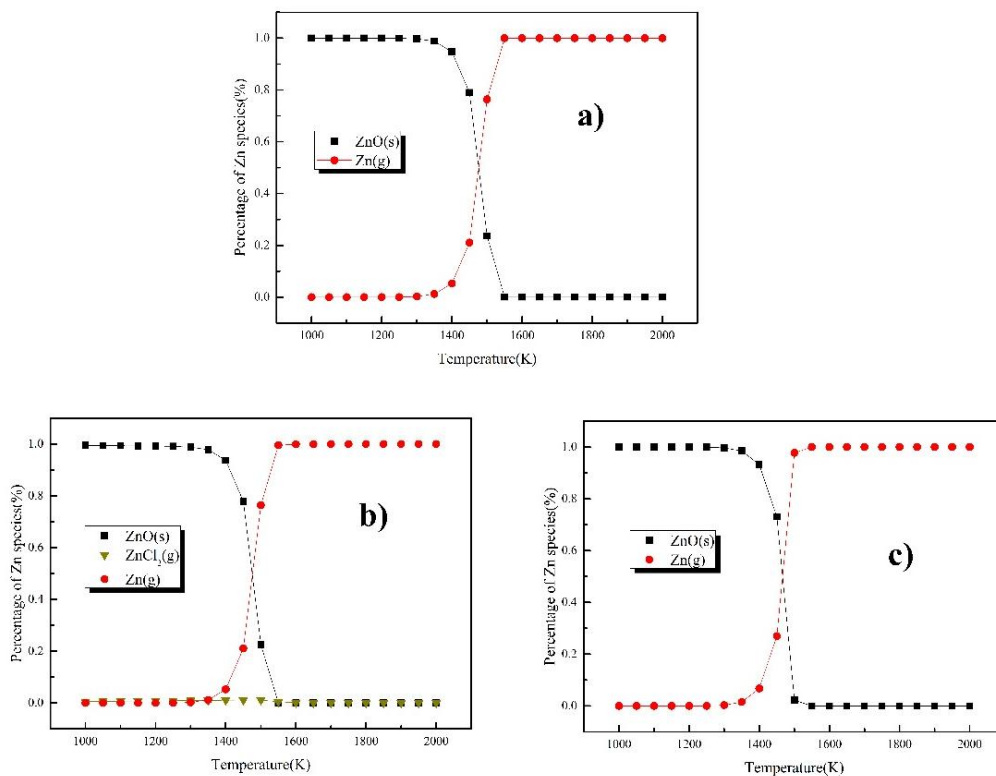 Percentage of Zn species(%)
1.0
0.8
0.6
0.4
0.2
0.0
ZnO(s)
Zn(g)
a)
1000
1200
1400
1600
1800
2000
Temperature(K)
Percentage of Zn species(%)
1.0
0.8
0.6
0.4
0.2
0.0
ZnO(s)
ZnCl₂(g)
Zn(g)
b)
1000
1200
1400
1600
1800
2000
Temperature(K)
Percentage of Zn species(%)
1.0
0.8
0.6
0.4
0.2
0.0
ZnO(s)
Zn(g)
c)
1000
1200
1400
1600
1800
2000
Temperature(K)